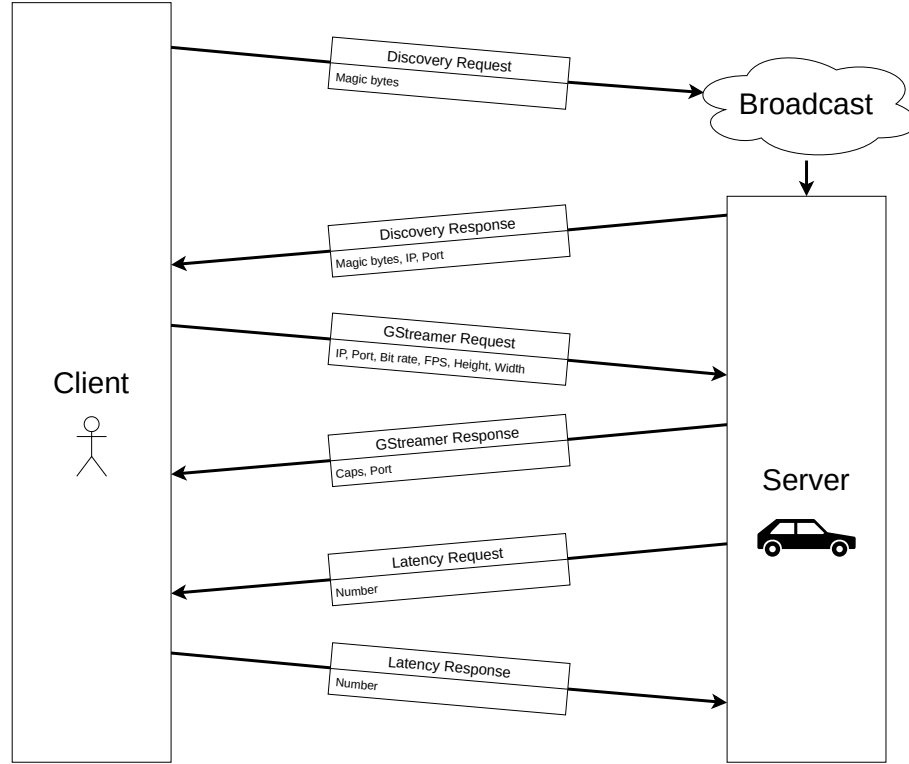 Discovery Request
Magic bytes
Broadcast
Discovery Response
Magic bytes, IP, Port
GStreamer Request
IP, Port, Bit rate, FPS, Height, Width
Client
GStreamer Response
Caps, Port
Server
Latency Request
Number
Latency Response
Number